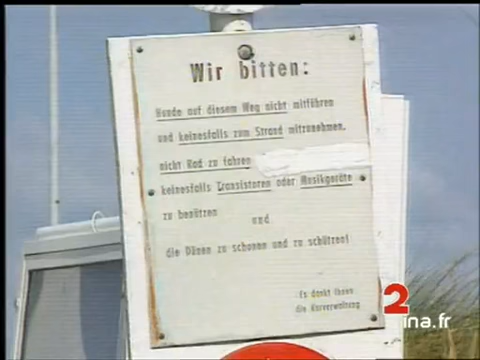 Wir bitten:
Hunde auf diesem Weg nicht mitführen
und keinesfalls zum Strand mitzunehmen,
nicht Rad zu fahren
keinesfalls Transistoren oder Musikgeräte
zu benützen und
die Dünen zu schonen und zu schützen!
Es dankt Ihnen
die Kurverwaltung
2
ina.fr